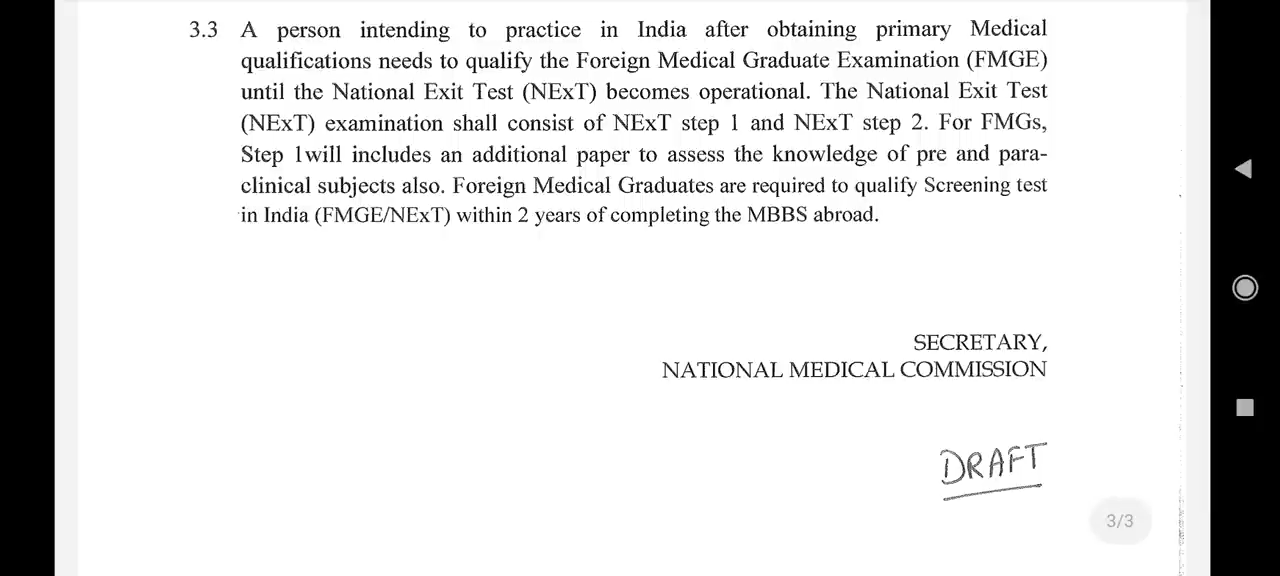 3.3 A person intending to practice in India after obtaining primary Medical
qualifications needs to qualify the Foreign Medical Graduate Examination (FMGE)
until the National Exit Test (NExT) becomes operational. The National Exit Test
(NExT) examination shall consist of NExT step 1 and NExT step 2. For FMGs,
Step 1will includes an additional paper to assess the knowledge of pre and para-
clinical subjects also. Foreign Medical Graduates are required to qualify Screening test
in India (FMGE/NExT) within 2 years of completing the MBBS abroad.
SECRETARY,
NATIONAL MEDICAL COMMISSION
DRAFT
3/3